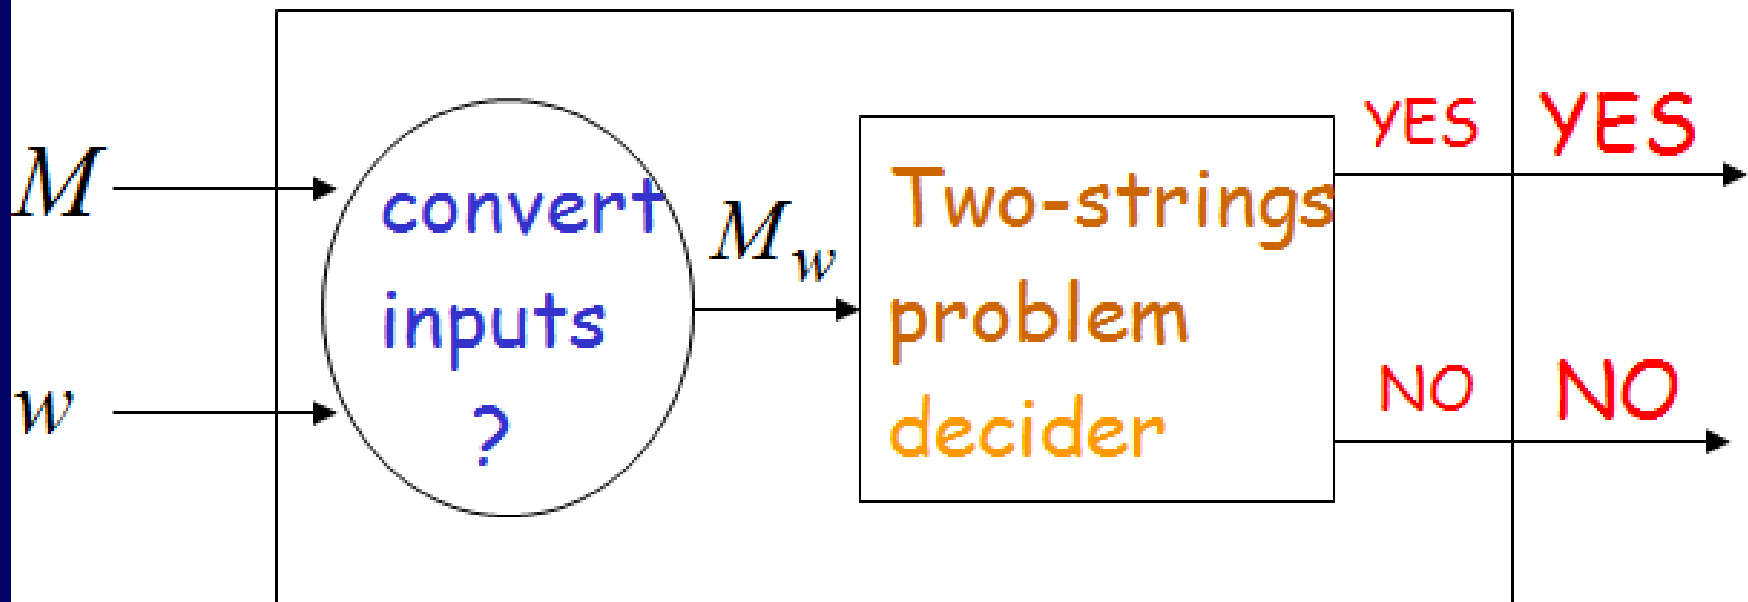 M
w
convert
inputs
?
M_w
Two-strings
problem
decider
YES
NO
YES
NO